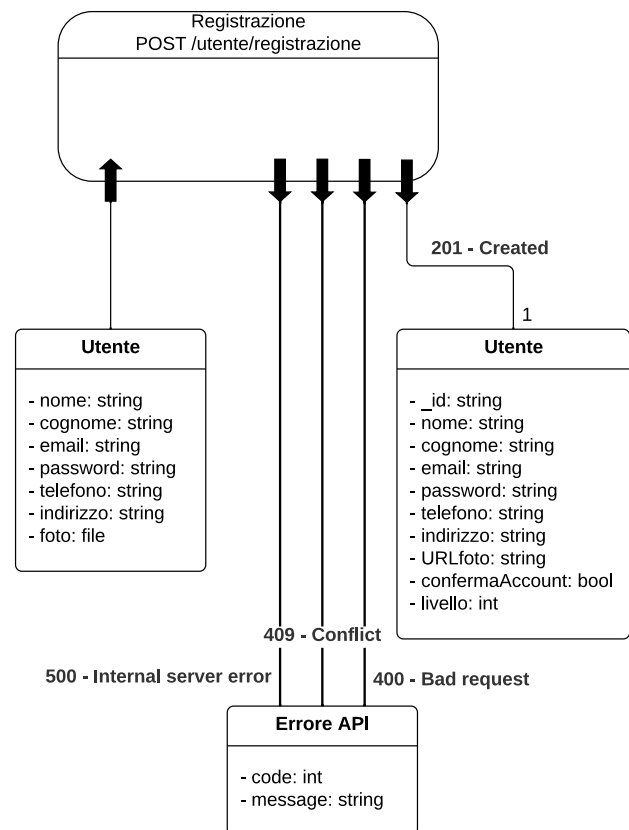 Registrazione
POST /utente/registrazione
201 - Created
1
Utente
- nome: string
- cognome: string
- email: string
- password: string
- telefono: string
- indirizzo: string
- foto: file
Utente
- _id: string
- nome: string
- cognome: string
- email: string
- password: string
- telefono: string
- indirizzo: string
- URLfoto: string
- confermaAccount: bool
- livello: int
409 - Conflict
500 - Internal server error
400 - Bad request
Errore API
- code: int
- message: string